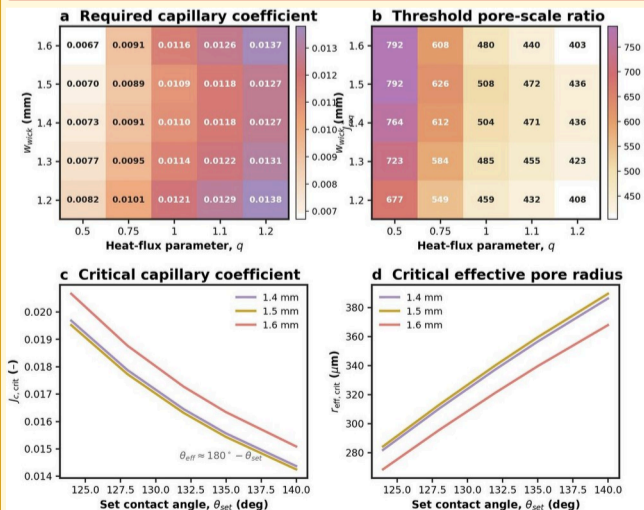 a Required capillary coefficient
1.6
1.5
1.4
1.3
1.2
w_wick (mm)
0.0067 0.0091 0.0116 0.0126 0.0137
0.0070 0.0089 0.0109 0.0118 0.0127
0.0073 0.0091 0.0110 0.0118 0.0127
0.0077 0.0095 0.0114 0.0122 0.0131
0.0082 0.0101 0.0121 0.0129 0.0138
0.5 0.75 1 1.1 1.2
Heat-flux parameter, q
0.013
0.012
0.011
0.010
0.009
0.008
0.007
b Threshold pore-scale ratio
1.6
1.5
1.4
1.3
1.2
w_wick (mm)
792 608 480 440 403
792 626 508 472 436
764 612 504 471 436
723 584 485 455 423
677 549 459 432 408
0.5 0.75 1 1.1 1.2
Heat-flux parameter, q
750
700
650
600
550
500
450
c Critical capillary coefficient
0.020
0.019
0.018
0.017
0.016
0.015
0.014
J_c,crit (–)
1.4 mm
1.5 mm
1.6 mm
θ_eff ≈ 180° − θ_set
125.0 127.5 130.0 132.5 135.0 137.5 140.0
Set contact angle, θ_set (deg)
d Critical effective pore radius
380
360
340
320
300
280
r_eff,crit (μm)
1.4 mm
1.5 mm
1.6 mm
125.0 127.5 130.0 132.5 135.0 137.5 140.0
Set contact angle, θ_set (deg)